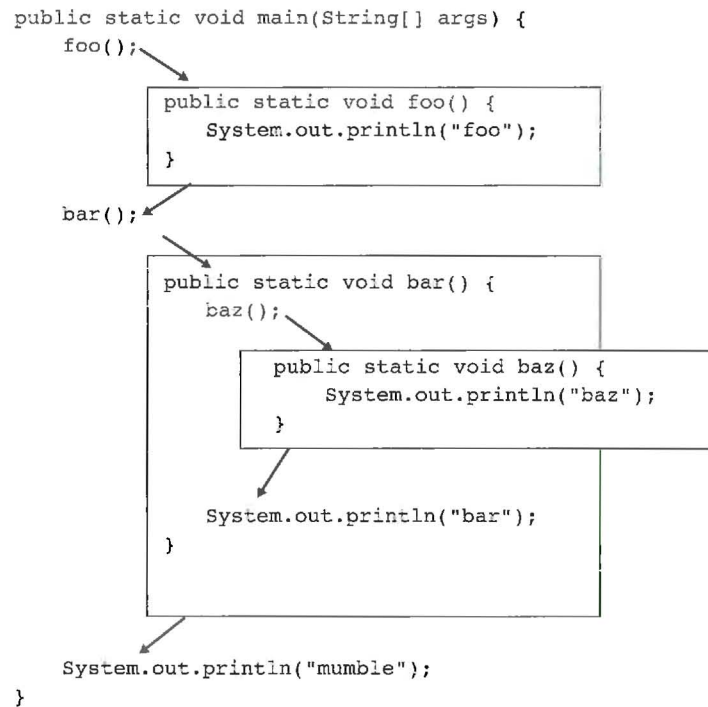 public static void main(String[] args) {
foo();
public static void foo() {
System.out.println("foo");
}
bar();
public static void bar() {
baz();
public static void baz() {
System.out.println("baz");
}
System.out.println("bar");
}
System.out.println("mumble");
}